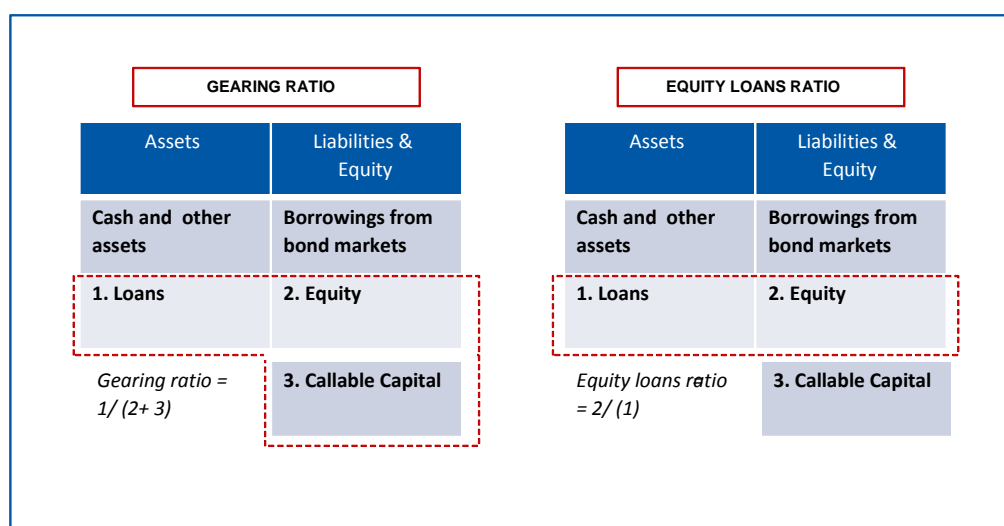 GEARING RATIO
Assets
Liabilities &
Equity
Cash and other
assets
Borrowings from
bond markets
1. Loans
2. Equity
Gearing ratio =
1/ (2+ 3)
3. Callable Capital
EQUITY LOANS RATIO
Assets
Liabilities &
Equity
Cash and other
assets
Borrowings from
bond markets
1. Loans
2. Equity
Equity loans ratio
= 2/ (1)
3. Callable Capital